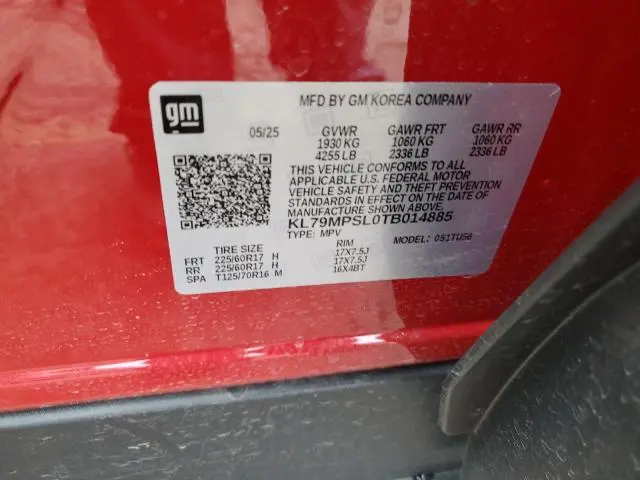 gm
MFD BY GM KOREA COMPANY
05/25 GVWR GAWR FRT GAWR RR
1930 KG 1060 KG 1060 KG
4255 LB 2336 LB 2336 LB
THIS VEHICLE CONFORMS TO ALL
APPLICABLE U.S. FEDERAL MOTOR
VEHICLE SAFETY AND THEFT PREVENTION
STANDARDS IN EFFECT ON THE DATE OF
MANUFACTURE SHOWN ABOVE.
KL79MPSL0TB014885
TYPE: MPV MODEL: 0S1TU56
TIRE SIZE RIM
FRT 225/60R17 H 17X7.5J
RR 225/60R17 H 17X7.5J
SPA T125/70R16 M 16X4BT